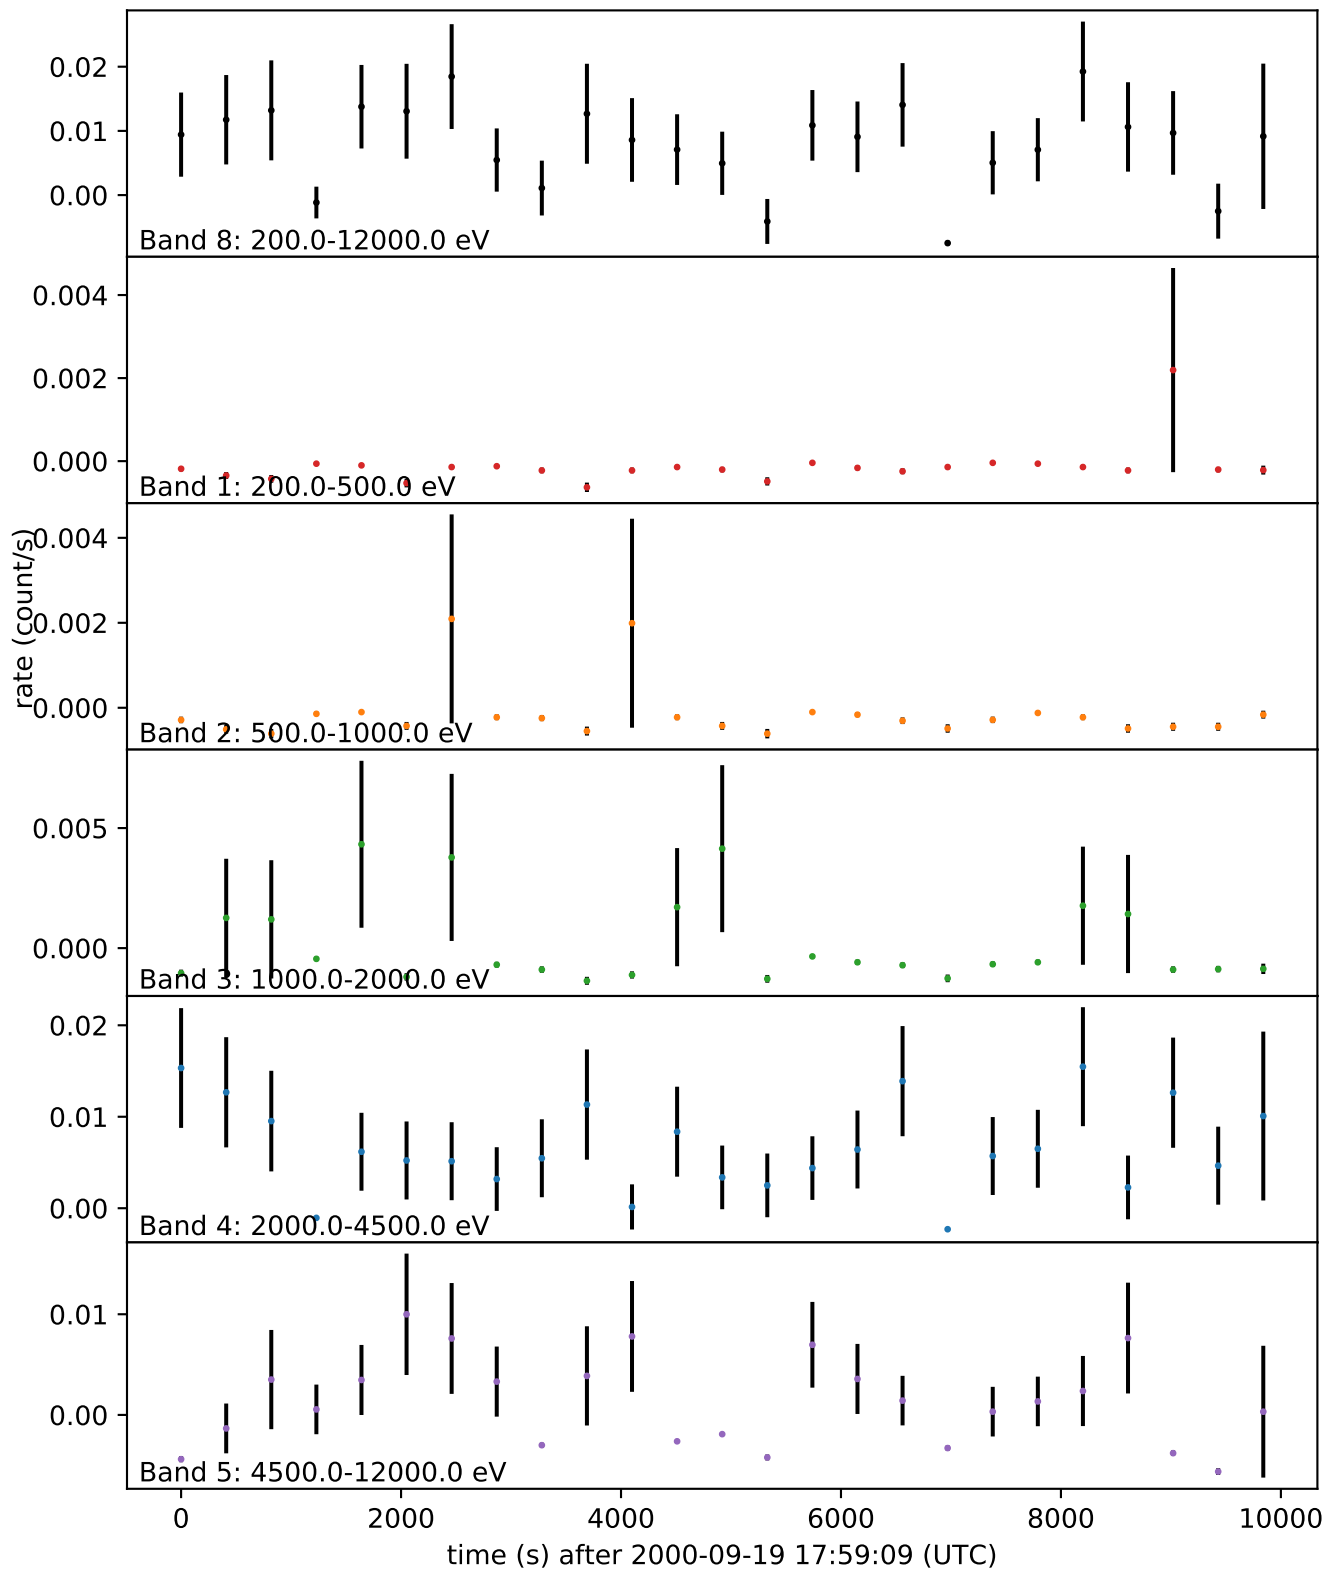 0.02
0.01
0.00
Band 8: 200.0-12000.0 eV
0.004
0.002
0.000
Band 1: 200.0-500.0 eV
rate (count/s)
0.004
0.002
0.000
Band 2: 500.0-1000.0 eV
0.005
0.000
Band 3: 1000.0-2000.0 eV
0.02
0.01
0.00
Band 4: 2000.0-4500.0 eV
0.01
0.00
Band 5: 4500.0-12000.0 eV
0 2000 4000 6000 8000 10000
time (s) after 2000-09-19 17:59:09 (UTC)